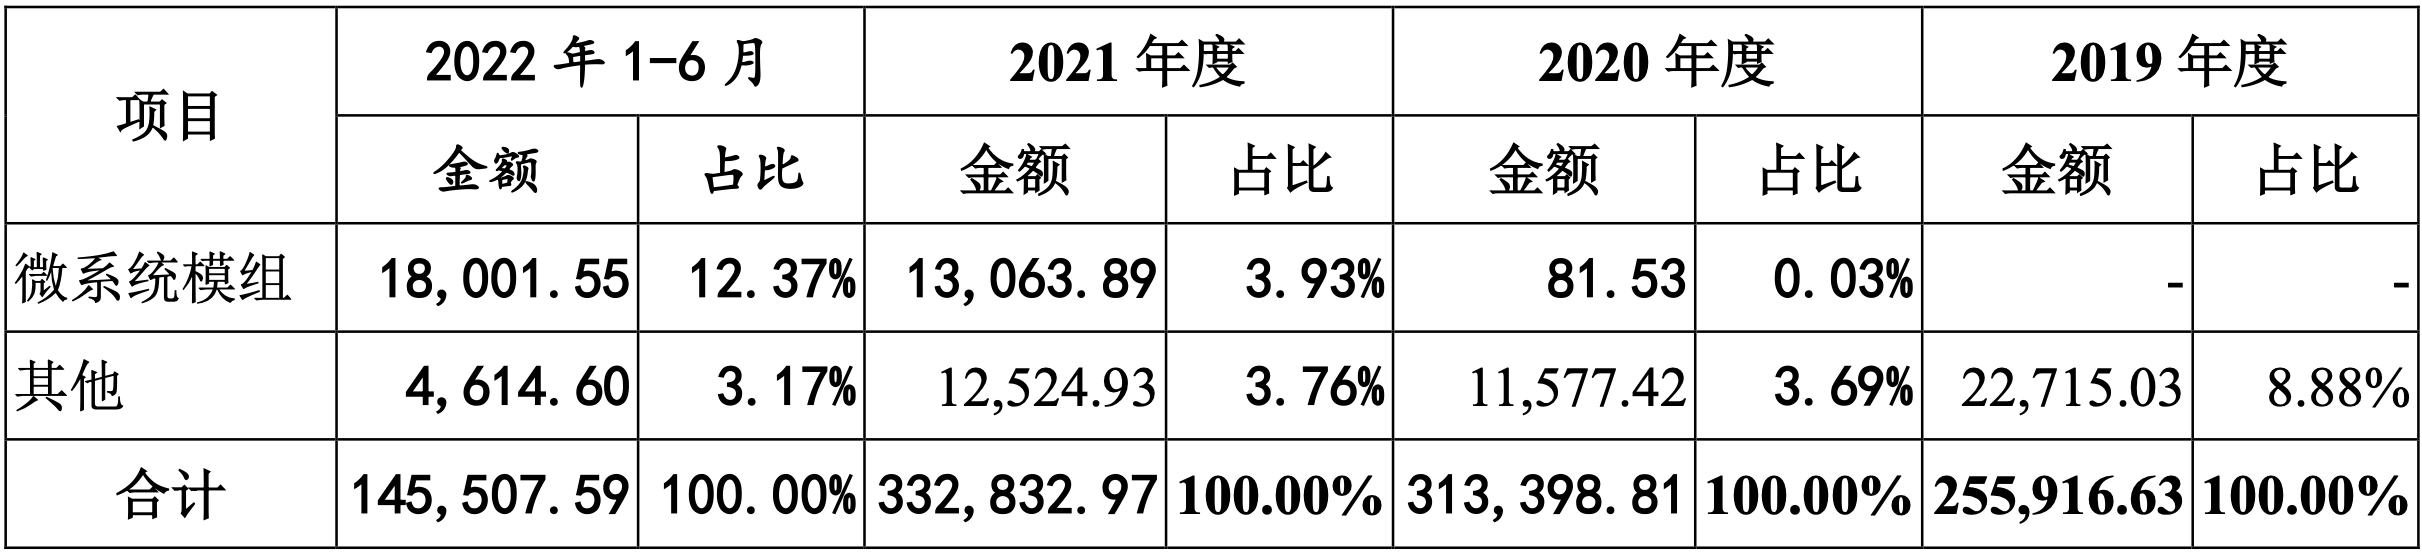 项目 2022 年 1-6 月 2021 年度 2020 年度 2019 年度
金额 占比 金额 占比 金额 占比 金额 占比
微系统模组 18,001.55 12.37% 13,063.89 3.93% 81.53 0.03% - -
其他 4,614.60 3.17% 12,524.93 3.76% 11,577.42 3.69% 22,715.03 8.88%
合计 145,507.59 100.00% 332,832.97 100.00% 313,398.81 100.00% 255,916.63 100.00%